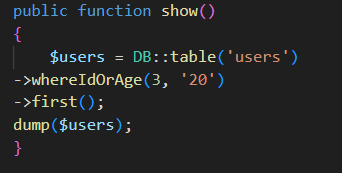 public function show()
{
    $users = DB::table('users')
->whereIdOrAge(3, '20')
->first();
dump($users);
}